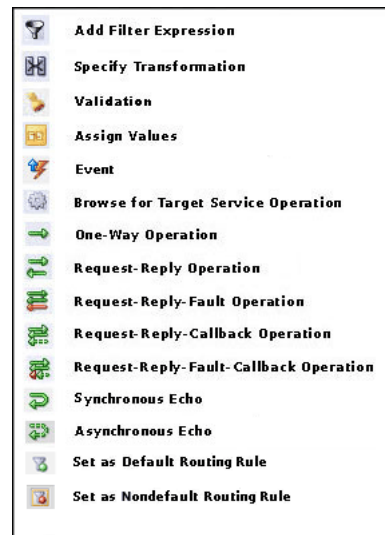 Add Filter Expression
Specify Transformation
Validation
Assign Values
Event
Browse for Target Service Operation
One-Way Operation
Request-Reply Operation
Request-Reply-Fault Operation
Request-Reply-Callback Operation
Request-Reply-Fault-Callback Operation
Synchronous Echo
Asynchronous Echo
Set as Default Routing Rule
Set as Nondefault Routing Rule